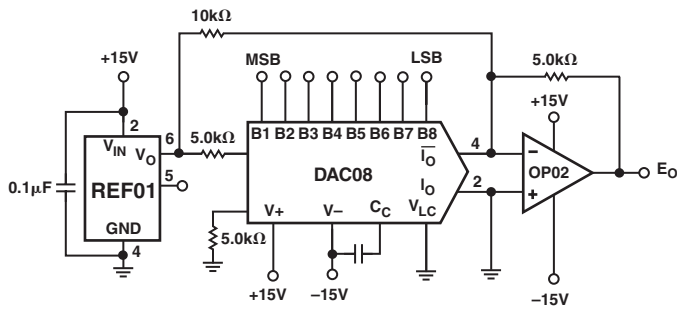 10kΩ
+15V
MSB
LSB
5.0kΩ
+15V
2
V_IN
V_O
6
5.0kΩ
B1 B2 B3 B4 B5 B6 B7 B8
4
I̅_O̅
−
OP02
E_O
0.1µF
REF01
5
DAC08
I_O
2
+
GND
4
V+
V−
C_C
V_LC
5.0kΩ
+15V
−15V
−15V